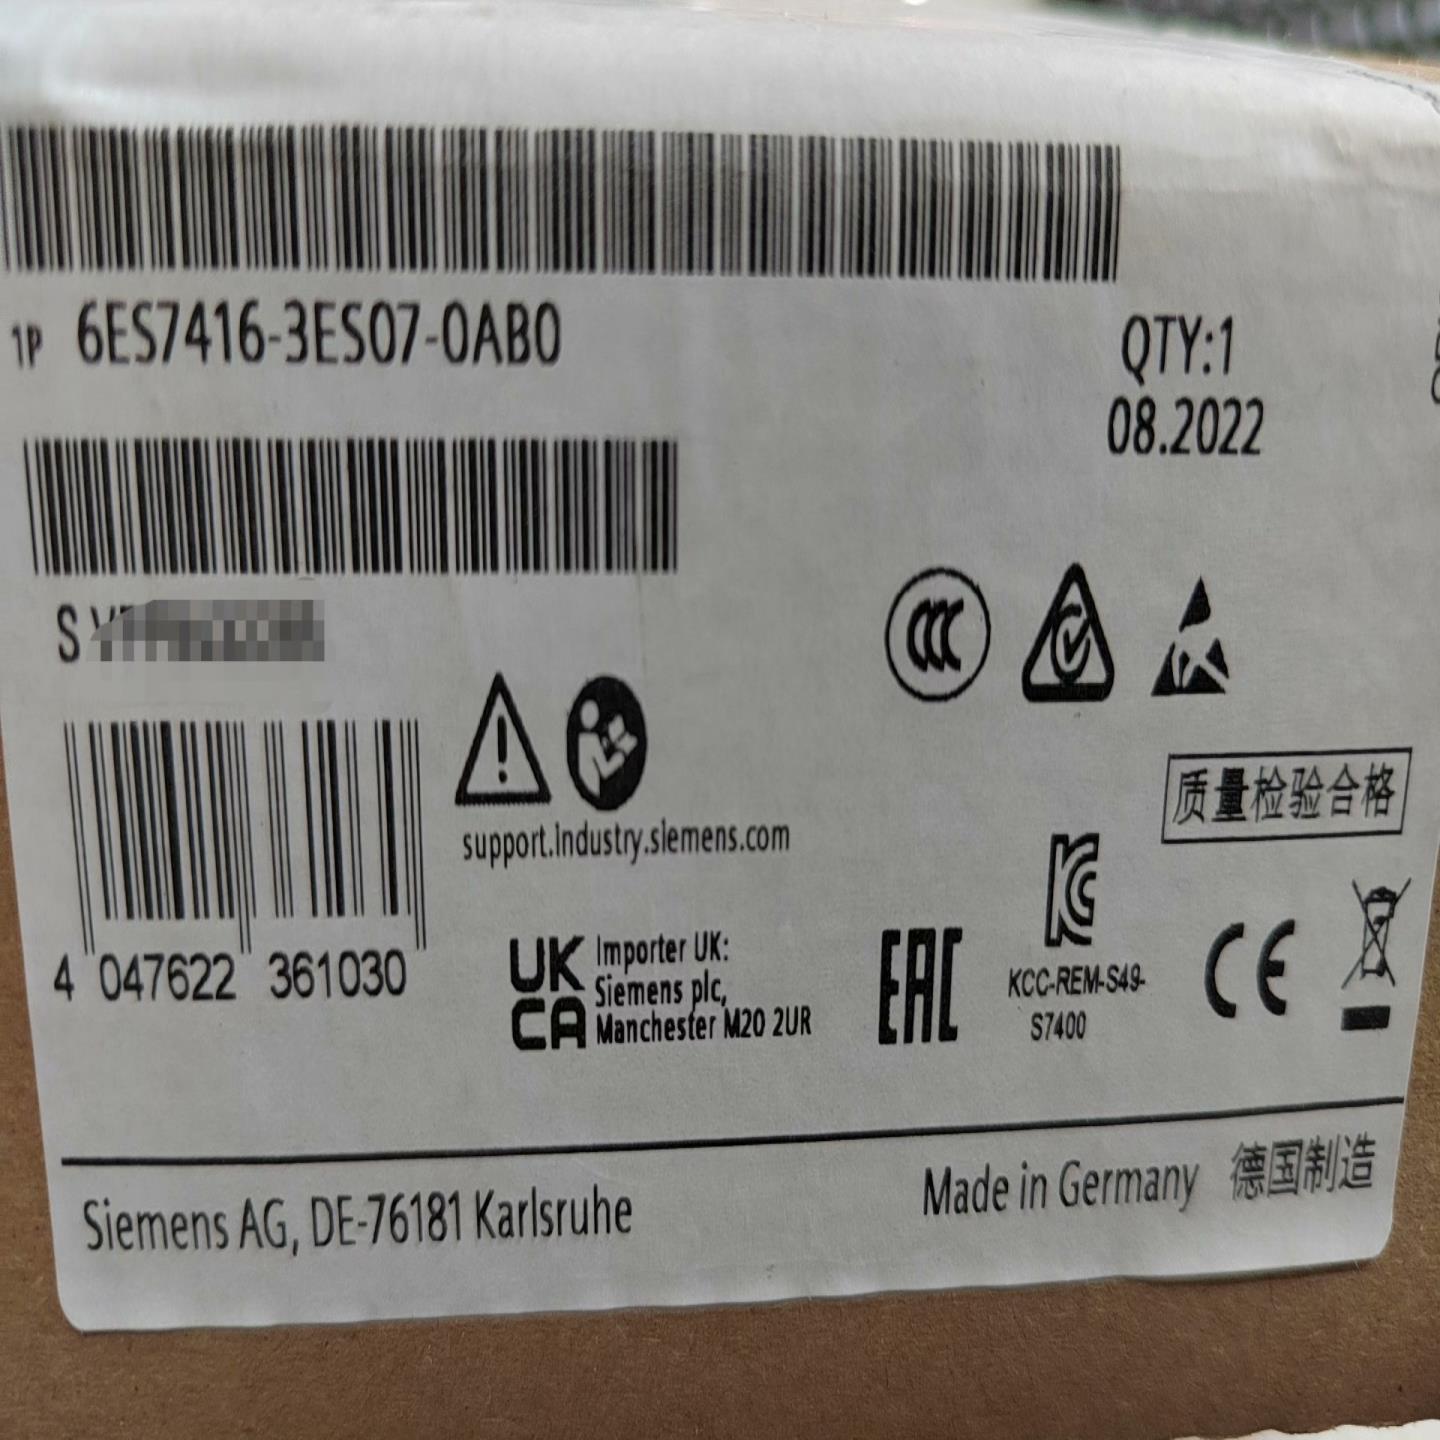 1P 6ES7416-3ES07-0AB0
QTY:1
08.2022
S
support.industry.siemens.com
质量检验合格
4 047622 361030
UK
CA
Importer UK:
Siemens plc,
Manchester M20 2UR
EAC
KCC-REM-S49-
S7400
CE
Siemens AG, DE-76181 Karlsruhe
Made in Germany 德国制造